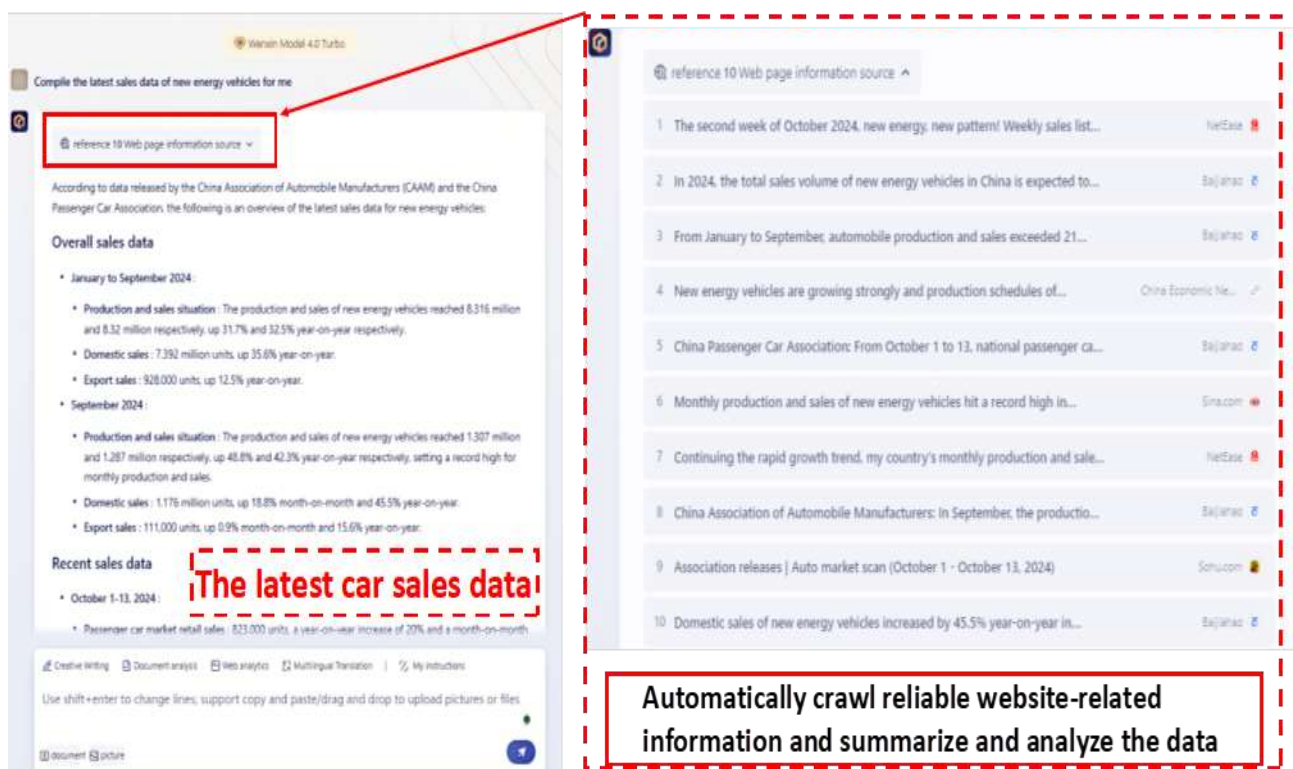 Wenxin Model 4.0 Turbo
Compile the latest sales data of new energy vehicles for me
reference 10 Web page information source
According to data released by the China Association of Automobile Manufacturers (CAAM) and the China
Passenger Car Association, the following is an overview of the latest sales data for new energy vehicles:
Overall sales data
• January to September 2024 :
• Production and sales situation : The production and sales of new energy vehicles reached 8.316 million
and 8.32 million respectively, up 31.7% and 32.5% year-on-year respectively.
• Domestic sales : 7.392 million units, up 35.6% year-on-year.
• Export sales : 928,000 units, up 12.5% year-on-year.
• September 2024 :
• Production and sales situation : The production and sales of new energy vehicles reached 1.307 million
and 1.287 million respectively, up 48.8% and 42.3% year-on-year respectively, setting a record high for
monthly production and sales.
• Domestic sales : 1.176 million units, up 18.8% month-on-month and 45.5% year-on-year.
• Export sales : 111,000 units, up 0.9% month-on-month and 15.6% year-on-year.
Recent sales data
The latest car sales data
• October 1-13, 2024 :
• Passenger car market retail sales : 823,000 units, a year-on-year increase of 20% and a month-on-month
Creative Writing Document analysis Web analytics Multilingual Translation | My instructions
Use shift+enter to change lines, support copy and paste/drag and drop to upload pictures or files
document picture
reference 10 Web page information source
1 The second week of October 2024, new energy, new pattern! Weekly sales list... NetEase
2 In 2024, the total sales volume of new energy vehicles in China is expected to... Baijiahao
3 From January to September, automobile production and sales exceeded 21... Baijiahao
4 New energy vehicles are growing strongly and production schedules of... China Economic Ne...
5 China Passenger Car Association: From October 1 to 13, national passenger ca... Baijiahao
6 Monthly production and sales of new energy vehicles hit a record high in... Sina.com
7 Continuing the rapid growth trend, my country's monthly production and sale... NetEase
8 China Association of Automobile Manufacturers: In September, the productio... Baijiahao
9 Association releases | Auto market scan (October 1 - October 13, 2024) Sohu.com
10 Domestic sales of new energy vehicles increased by 45.5% year-on-year in... Baijiahao
Automatically crawl reliable website-related
information and summarize and analyze the data